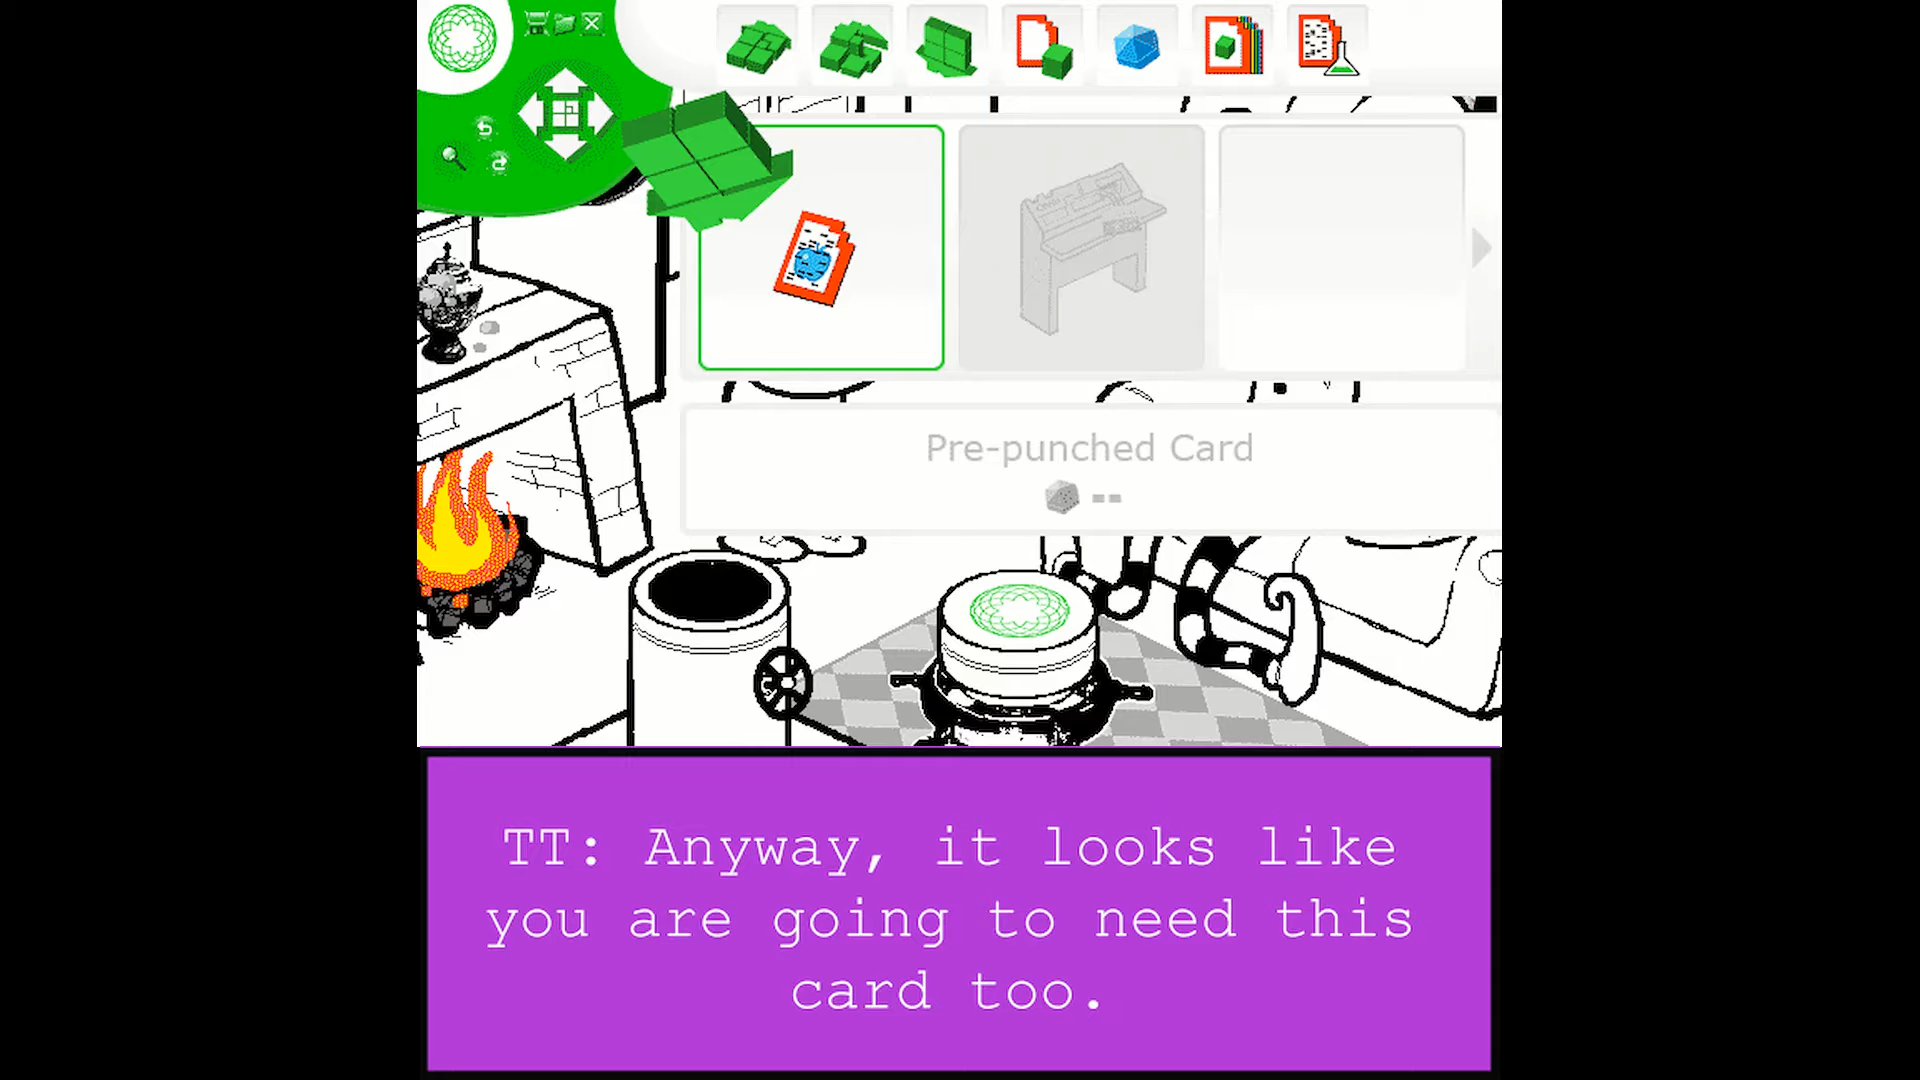 Pre-punched Card
--
TT: Anyway, it looks like
you are going to need this
card too.